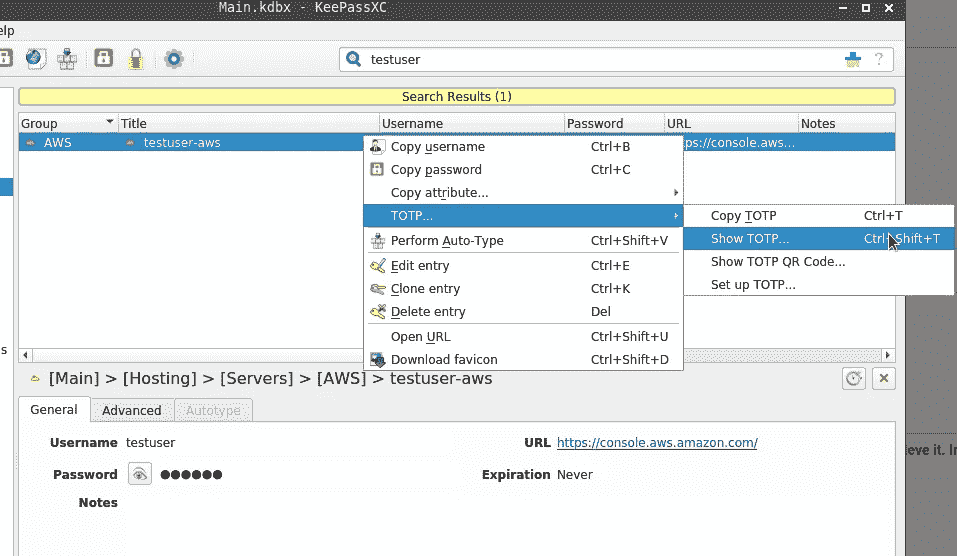 Main.kdbx - KeePassXC
elp
testuser ?
Search Results (1)
Group Title Username Password URL Notes
AWS testuser-aws ps://console.aws...
Copy username Ctrl+B
Copy password Ctrl+C
Copy attribute...
TOTP...
Copy TOTP Ctrl+T
Show TOTP... Ctrl+Shift+T
Show TOTP QR Code...
Set up TOTP...
Perform Auto-Type Ctrl+Shift+V
Edit entry Ctrl+E
Clone entry Ctrl+K
Delete entry Del
Open URL Ctrl+Shift+U
Download favicon Ctrl+Shift+D
s
[Main] > [Hosting] > [Servers] > [AWS] > testuser-aws
General Advanced Autotype
Username testuser URL https://console.aws.amazon.com/
eve it. I
Password ●●●●●● Expiration Never
Notes